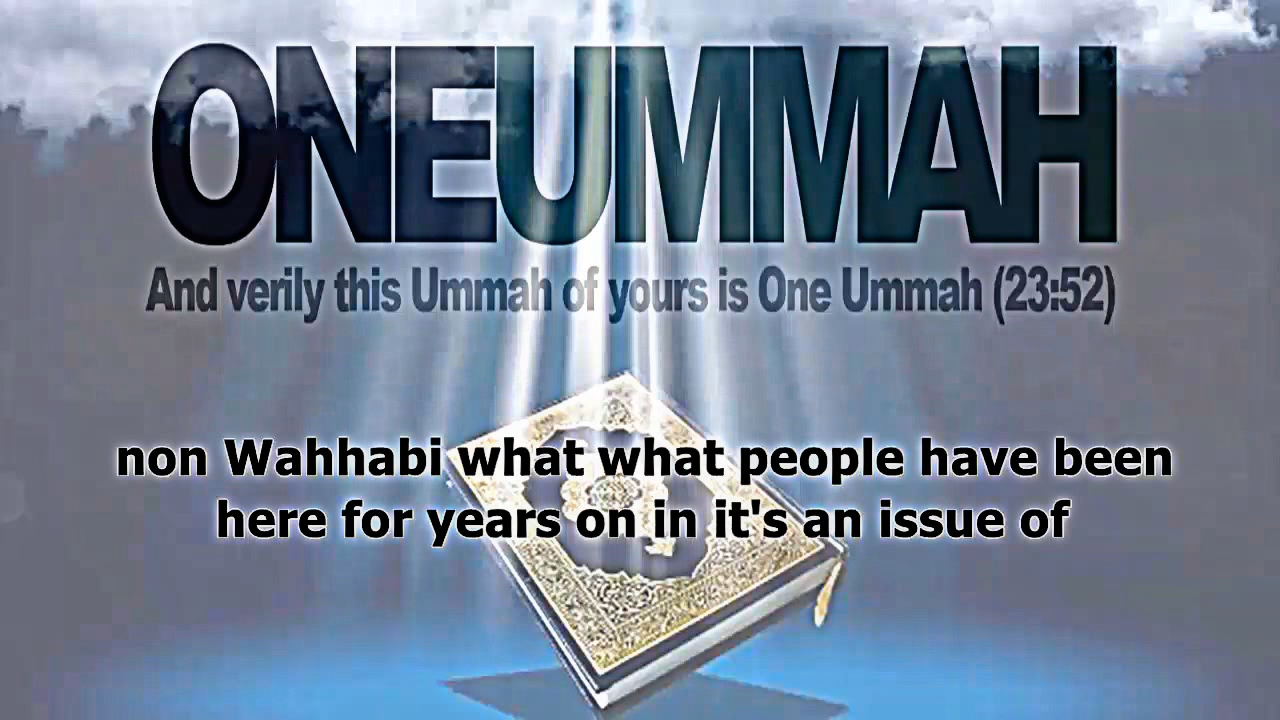 ONEUMMAH
And verily this Ummah of yours is One Ummah (23:52)
non Wahhabi what what people have been
here for years on in it's an issue of